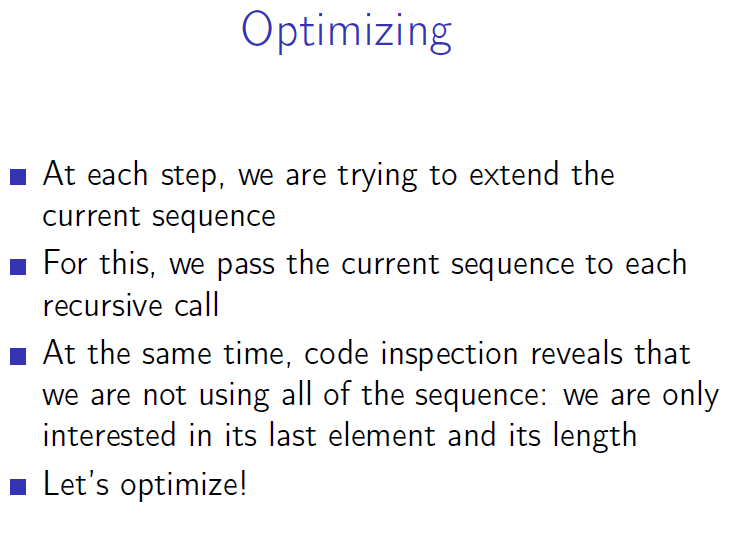 Optimizing
At each step, we are trying to extend the
current sequence
For this, we pass the current sequence to each
recursive call
At the same time, code inspection reveals that
we are not using all of the sequence: we are only
interested in its last element and its length
Let's optimize!